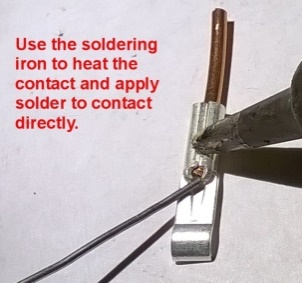 Use the soldering
iron to heat the
contact and apply
solder to contact
directly.